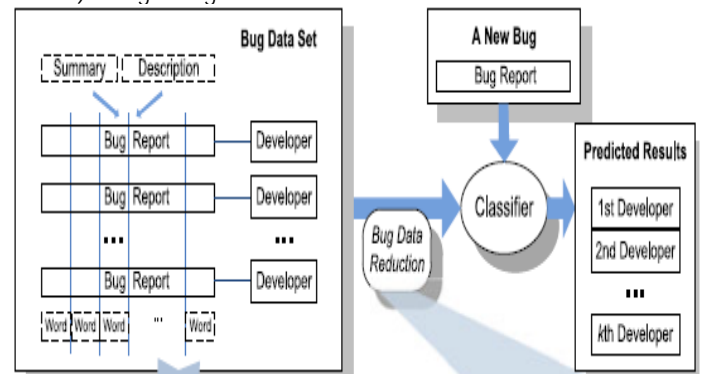 Bug Data Set
Summary
Description
Bug Report
Developer
Bug Report
Developer
...
...
Bug Report
Developer
Word Word Word ... Word
A New Bug
Bug Report
Bug Data
Reduction
Classifier
Predicted Results
1st Developer
2nd Developer
...
kth Developer